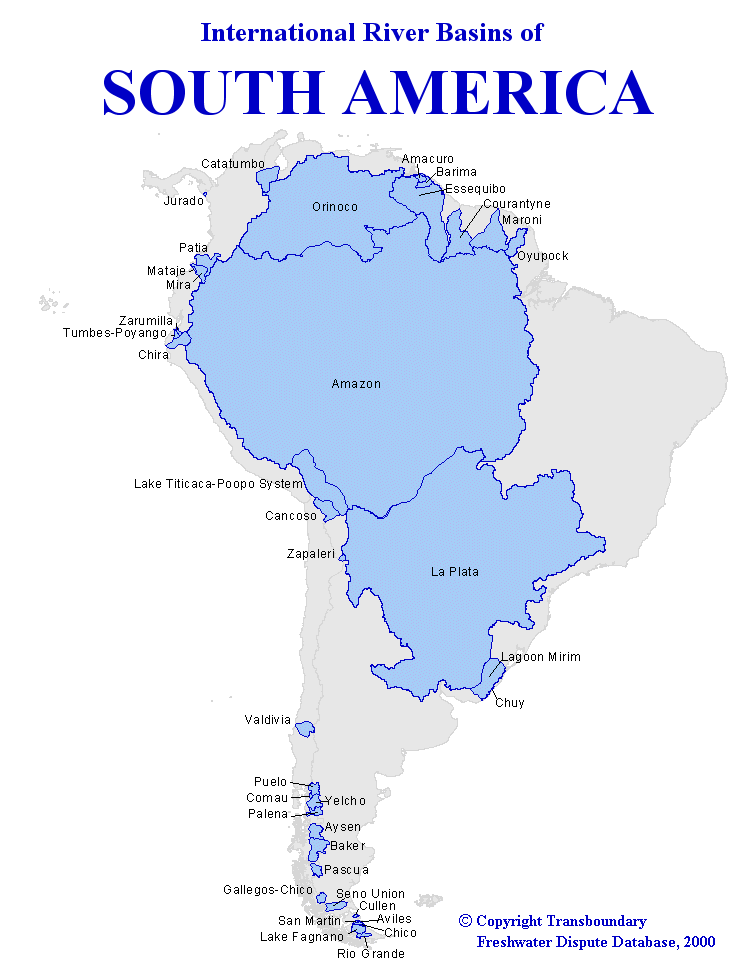 International River Basins of
SOUTH AMERICA
Catatumbo
Amacuro
Barima
Essequibo
Jurado
Orinoco
Courantyne
Maroni
Patia
Oyupock
Mataje
Mira
Zarumilla
Tumbes-Poyango
Chira
Amazon
Lake Titicaca-Poopo System
Cancoso
Zapaleri
La Plata
Lagoon Mirim
Chuy
Valdivia
Puelo
Comau
Yelcho
Palena
Aysen
Baker
Pascua
Gallegos-Chico
Seno Union
Cullen
San Martin
Aviles
Chico
Lake Fagnano
Rio Grande
© Copyright Transboundary
Freshwater Dispute Database, 2000